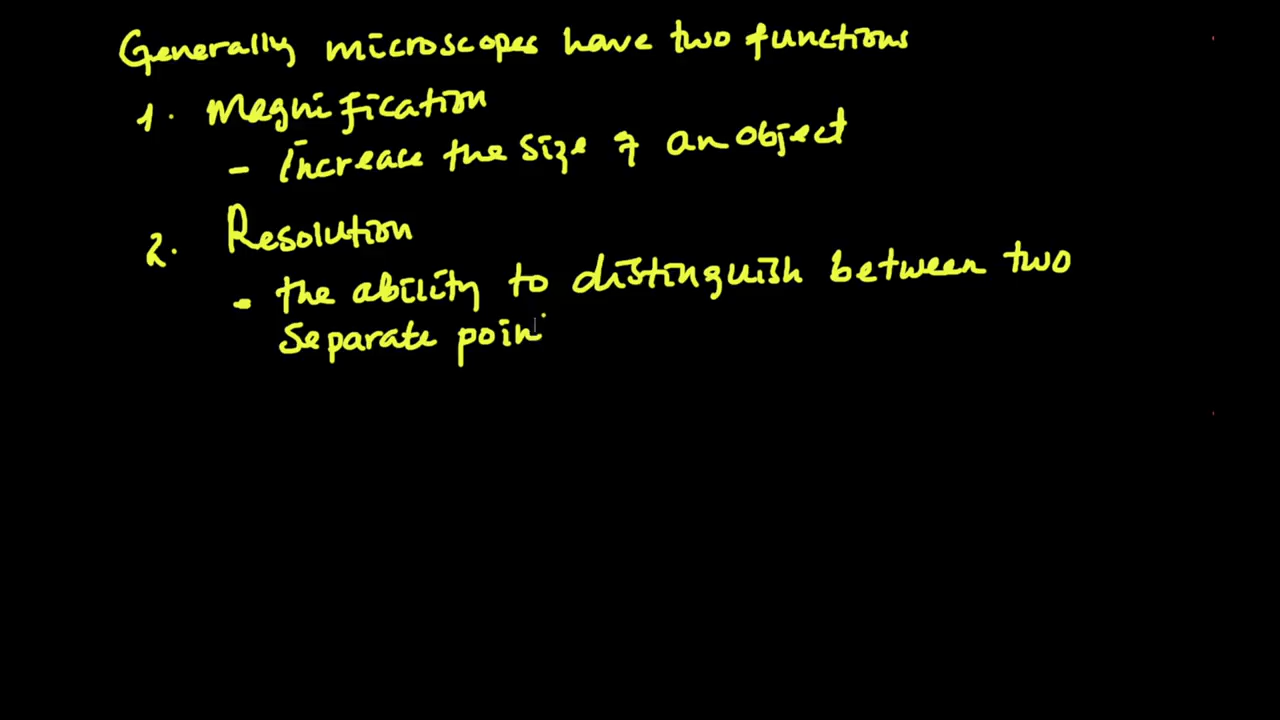 Generally microscopes have two functions
1. Magnification
- Increase the size of an object
2. Resolution
- the ability to distinguish between two
separate poin